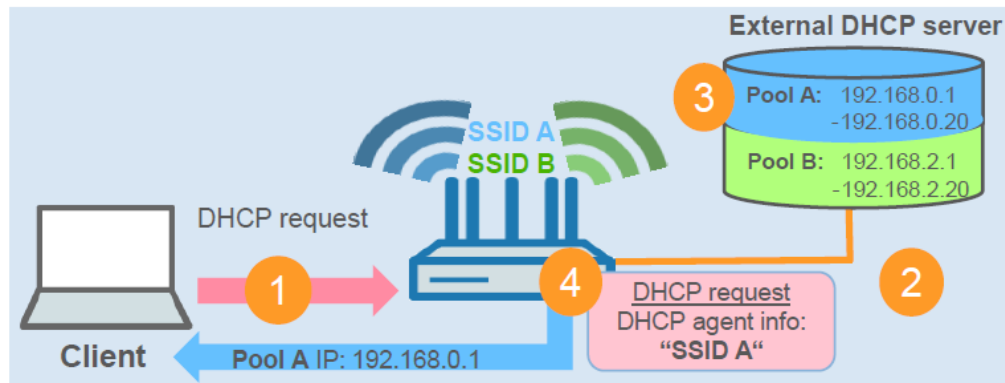 External DHCP server
3
Pool A: 192.168.0.1
-192.168.0.20
Pool B: 192.168.2.1
-192.168.2.20
SSID A
SSID B
DHCP request
1
4
2
DHCP request
DHCP agent info:
“SSID A“
Client
Pool A IP: 192.168.0.1